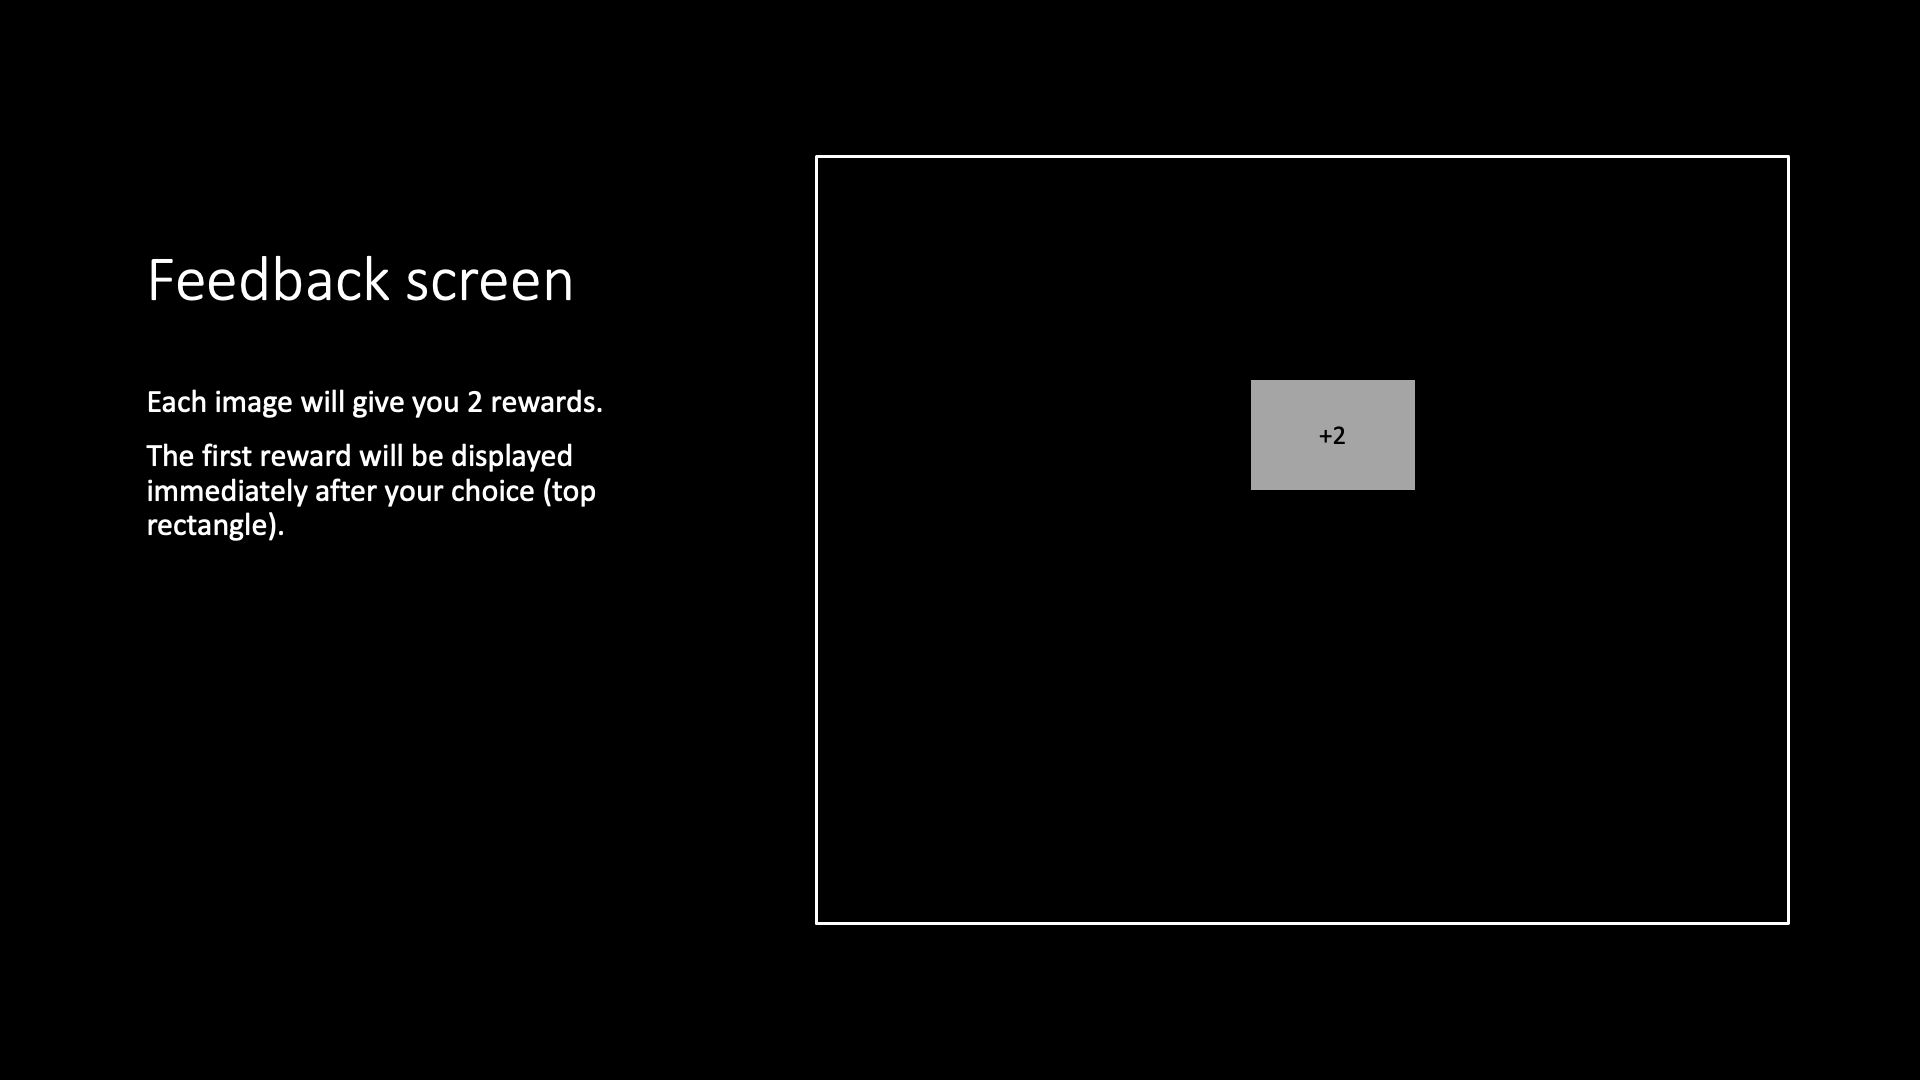 Feedback screen
Each image will give you 2 rewards.
The first reward will be displayed
immediately after your choice (top
rectangle).
+2